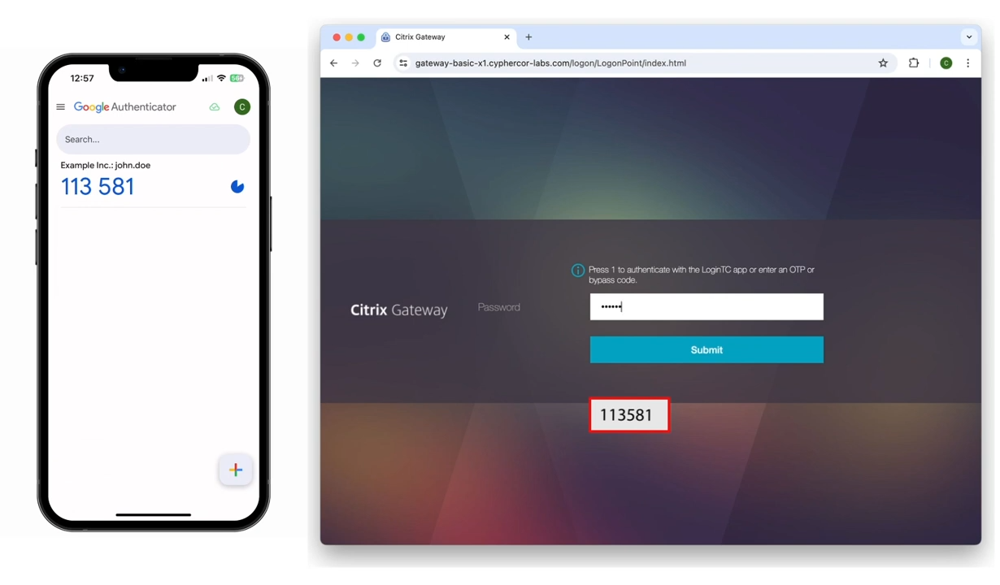 12:57
Google Authenticator
C
Search...
Example Inc.: john.doe
113 581
Citrix Gateway
gateway-basic-x1.cyphercor-labs.com/logon/LogonPoint/index.html
C
Press 1 to authenticate with the LoginTC app or enter an OTP or
bypass code.
Citrix Gateway
Password
••••••
Submit
113581